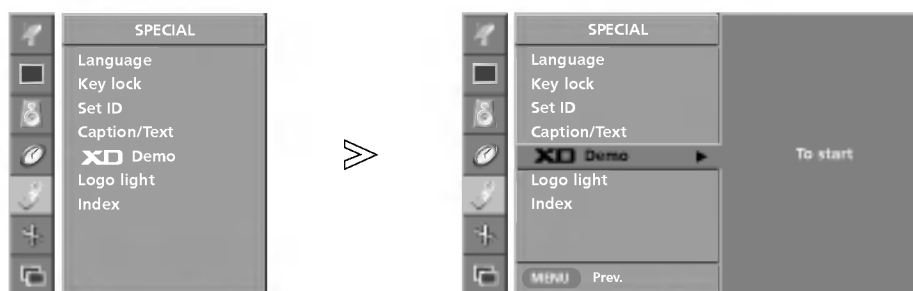 SPECIAL
Language
Key lock
Set ID
Caption/Text
XD Demo
Logo light
Index
SPECIAL
Language
Key lock
Set ID
Caption/Text
XD Demo
To start
Logo light
Index
MENU Prev.